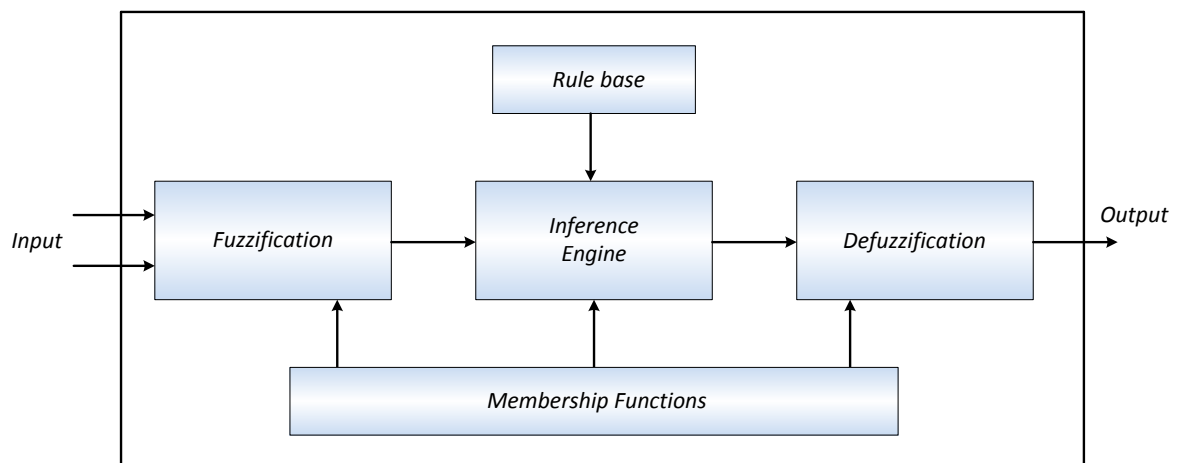 Rule base
Input
Fuzzification
Inference
Engine
Defuzzification
Output
Membership Functions